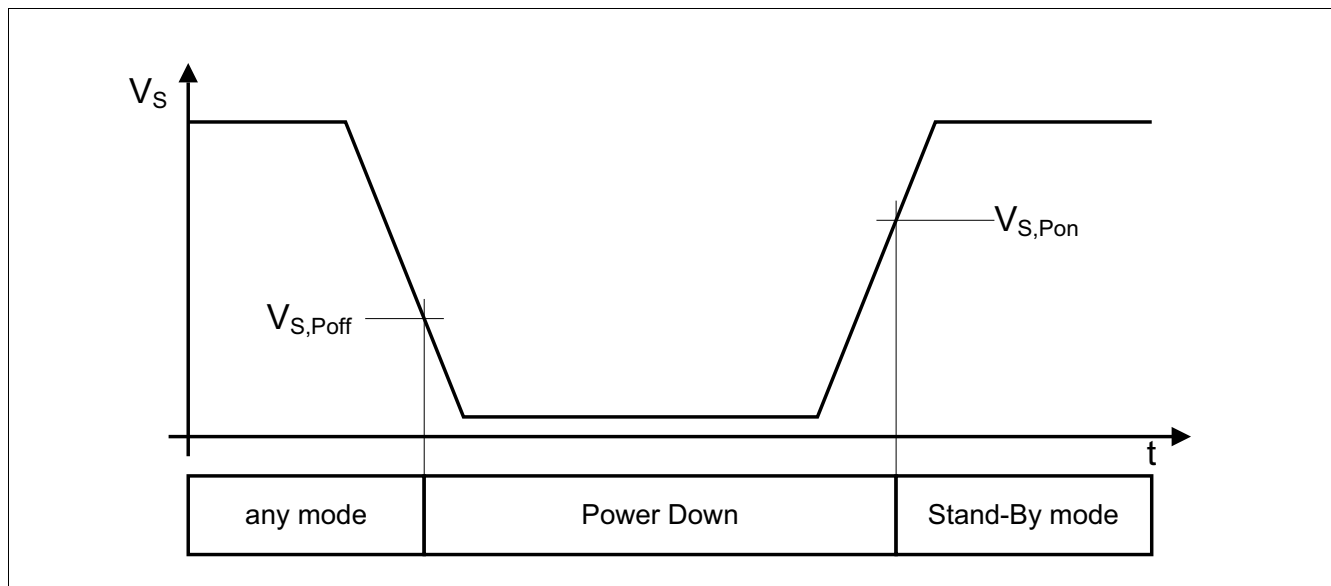 V_S
V_S,Pon
V_S,Poff
t
any mode Power Down Stand-By mode